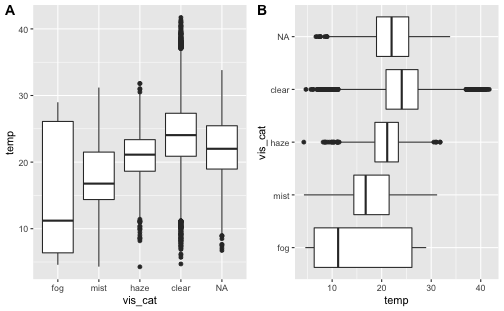 A
temp
40
30
20
10
fog mist haze clear NA
vis_cat
B
vis_cat
NA
clear
l haze
mist
fog
10 20 30 40
temp